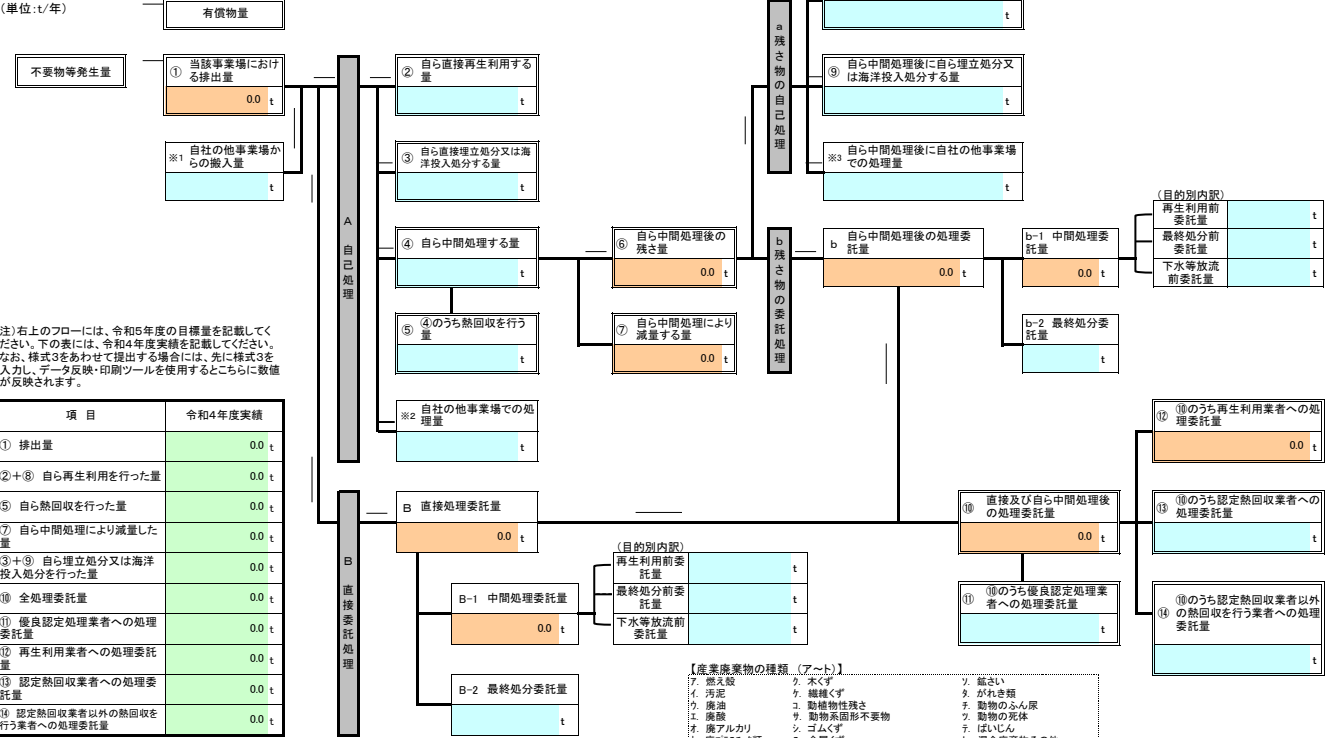 (単位:t/年)
有償物量
不要物等発生量
① 当該事業場におけ
る排出量
0.0 t
※1 自社の他事業場か
らの搬入量
t
A 自己処理
② 自ら直接再生利用する
量
t
③ 自ら直接埋立処分又は海
洋投入処分する量
t
④ 自ら中間処理する量
t
⑤ ④のうち熱回収を行う
量
t
※2 自社の他事業場での処
理量
t
⑥ 自ら中間処理後の
残さ量
0.0 t
⑦ 自ら中間処理により
減量する量
0.0 t
a 残さ物の自己処理
t
⑨ 自ら中間処理後に自ら埋立処分又
は海洋投入処分する量
t
※3 自ら中間処理後に自社の他事業場
での処理量
t
b 残さ物の委託処理
b 自ら中間処理後の処理委
託量
0.0 t
b-1 中間処理委
託量
0.0 t
b-2 最終処分委
託量
t
(目的別内訳)
再生利用前
委託量
t
最終処分前
委託量
t
下水等放流
前委託量
t
注)右上のフローには、令和5年度の目標量を記載してく
ださい。下の表には、令和4年度実績を記載してください。
なお、様式3をあわせて提出する場合には、先に様式3を
入力し、データ反映・印刷ツールを使用するとこちらに数値
が反映されます。
項 目 令和4年度実績
① 排出量 0.0 t
②+⑧ 自ら再生利用を行った量 0.0 t
⑤ 自ら熱回収を行った量 0.0 t
⑦ 自ら中間処理により減量した
量 0.0 t
③+⑨ 自ら埋立処分又は海洋
投入処分を行った量 0.0 t
⑩ 全処理委託量 0.0 t
⑪ 優良認定処理業者への処理
委託量 0.0 t
⑫ 再生利用業者への処理委託
量 0.0 t
⑬ 認定熱回収業者への処理委
託量 0.0 t
⑭ 認定熱回収業者以外の熱回収を
行う業者への処理委託量 0.0 t
B 直接委託処理
B 直接処理委託量
0.0 t
B-1 中間処理委託量
0.0 t
B-2 最終処分委託量
t
(目的別内訳)
再生利用前委
託量
t
最終処分前委
託量
t
下水等放流前
委託量
t
⑩ 直接及び自ら中間処理後
の処理委託量
0.0 t
⑪ ⑩のうち優良認定処理業
者への処理委託量
t
⑫ ⑩のうち再生利用業者への処
理委託量
0.0 t
⑬ ⑩のうち認定熱回収業者への
処理委託量
t
⑭ ⑩のうち認定熱回収業者以外
の熱回収を行う業者への処理
委託量
t
【産業廃棄物の種類 (ア~ト)】
ア. 燃え殻 ク. 木くず ソ. 鉱さい
イ. 汚泥 ケ. 繊維くず タ. がれき類
ウ. 廃油 コ. 動植物性残さ チ. 動物のふん尿
エ. 廃酸 サ. 動物系固形不要物 ツ. 動物の死体
オ. 廃アルカリ シ. ゴムくず テ. ばいじん